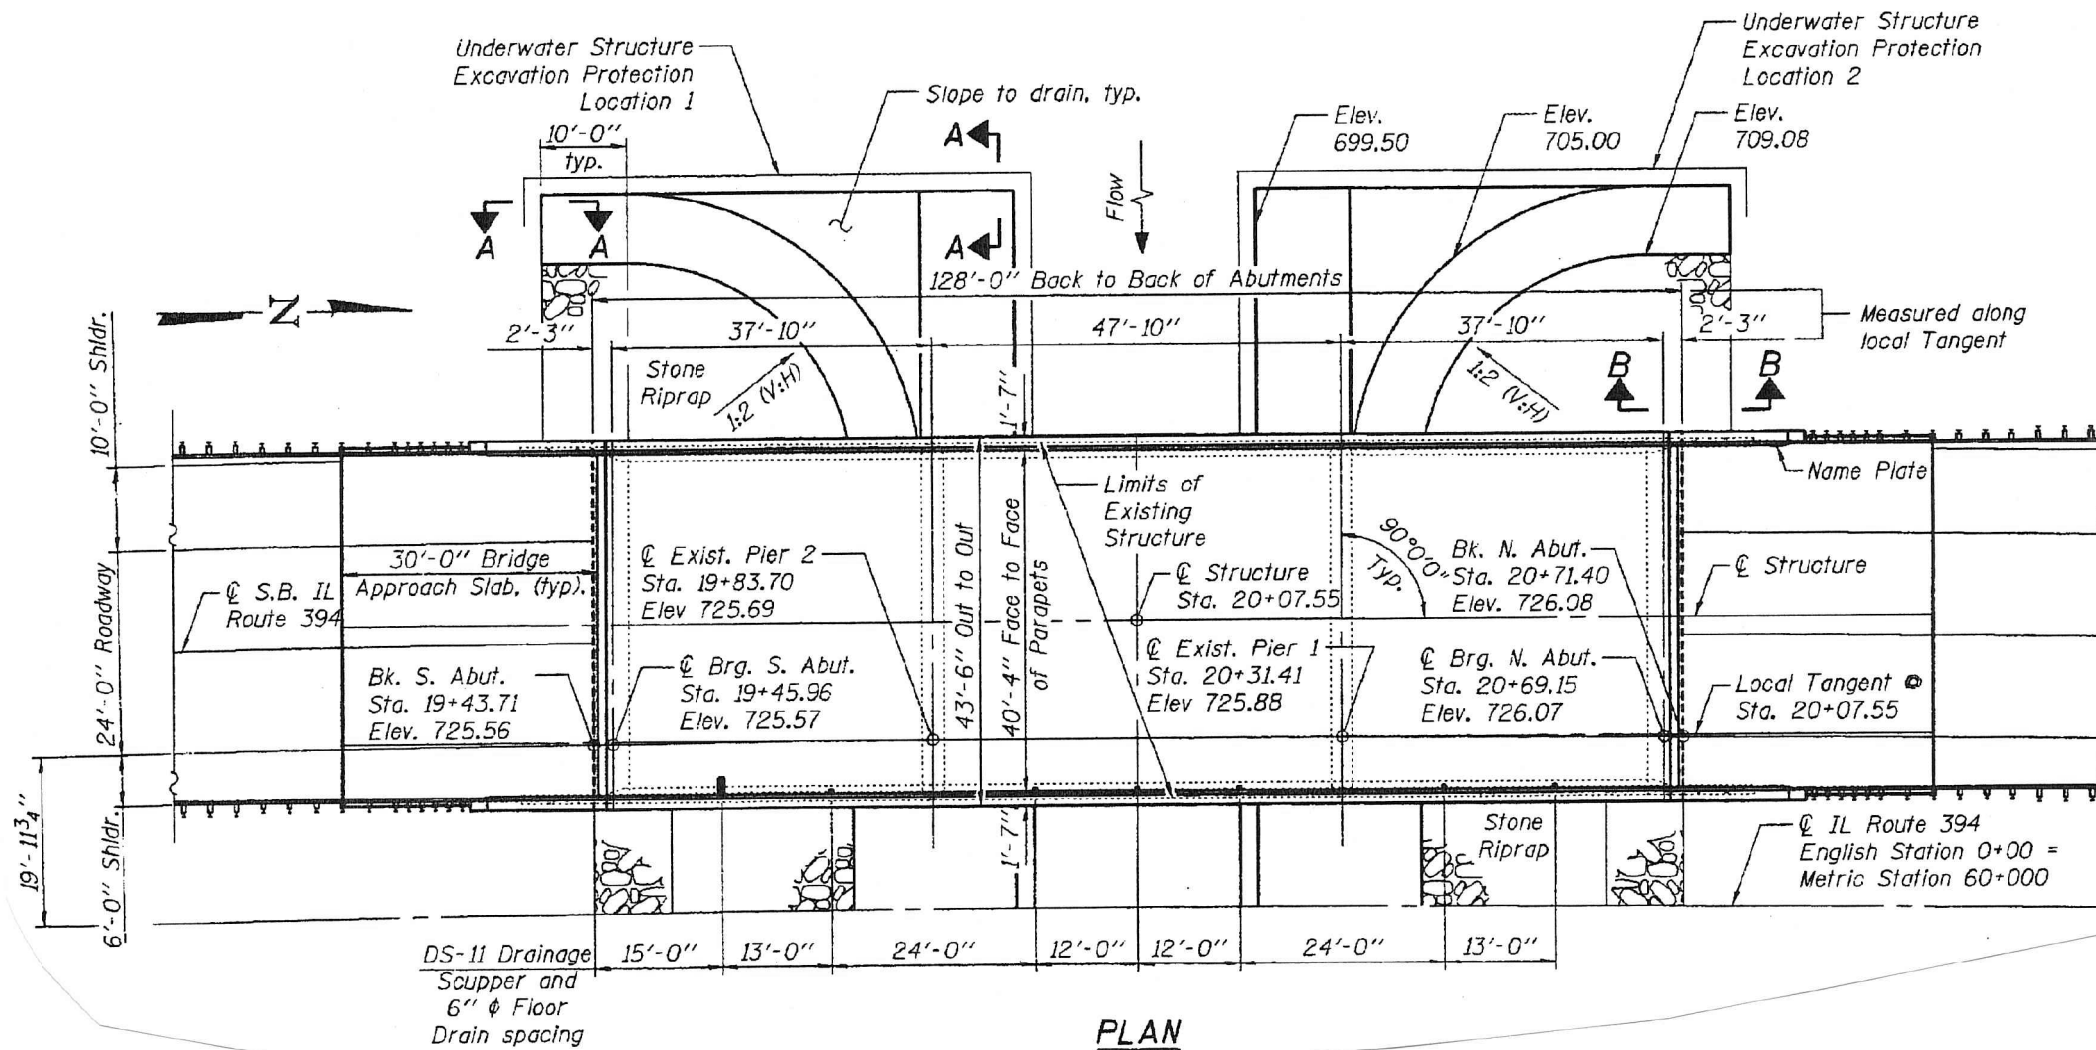 Underwater Structure
Excavation Protection
Location 1
Underwater Structure
Excavation Protection
Location 2
Slope to drain, typ.
10'-0"
typ.
A
A
A
A
Flow
Elev.
699.50
Elev.
705.00
Elev.
709.08
N
128'-0" Back to Back of Abutments
2'-3"
37'-10"
47'-10"
37'-10"
2'-3"
Measured along
local Tangent
Stone
Riprap
1:2 (V:H)
1'-7"
1:2 (V:H)
B
B
10'-0" Shldr.
Name Plate
Limits of
Existing
Structure
30'-0" Bridge
Approach Slab, (typ).
℄ S.B. IL
Route 394
℄ Exist. Pier 2
Sta. 19+83.70
Elev 725.69
43'-6" Out to Out
40'-4" Face to Face
of Parapets
℄ Structure
Sta. 20+07.55
90°0'0"
Typ.
Bk. N. Abut.
Sta. 20+71.40
Elev. 726.08
℄ Structure
24'-0" Roadway
Bk. S. Abut.
Sta. 19+43.71
Elev. 725.56
℄ Brg. S. Abut.
Sta. 19+45.96
Elev. 725.57
℄ Exist. Pier 1
Sta. 20+31.41
Elev 725.88
℄ Brg. N. Abut.
Sta. 20+69.15
Elev. 726.07
Local Tangent @
Sta. 20+07.55
19'-11¾"
6'-0" Shldr.
1'-7"
Stone
Riprap
℄ IL Route 394
English Station 0+00 =
Metric Station 60+000
DS-11 Drainage
Scupper and
6" ϕ Floor
Drain spacing
15'-0"
13'-0"
24'-0"
12'-0"
12'-0"
24'-0"
13'-0"
PLAN